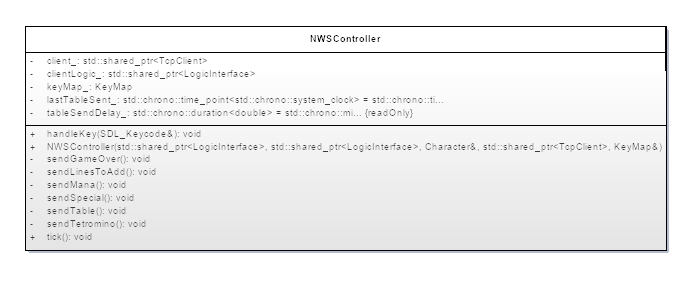 NWSController
- client_: std::shared_ptr<TcpClient>
- clientLogic_: std::shared_ptr<LogicInterface>
- keyMap_: KeyMap
- lastTableSent_: std::chrono::time_point<std::chrono::system_clock> = std::chrono::ti...
- tableSendDelay_: std::chrono::duration<double> = std::chrono::mi... {readOnly}
+ handleKey(SDL_Keycode&): void
+ NWSController(std::shared_ptr<LogicInterface>, std::shared_ptr<LogicInterface>, Character&, std::shared_ptr<TcpClient>, KeyMap&)
- sendGameOver(): void
- sendLinesToAdd(): void
- sendMana(): void
- sendSpecial(): void
- sendTable(): void
- sendTetromino(): void
+ tick(): void